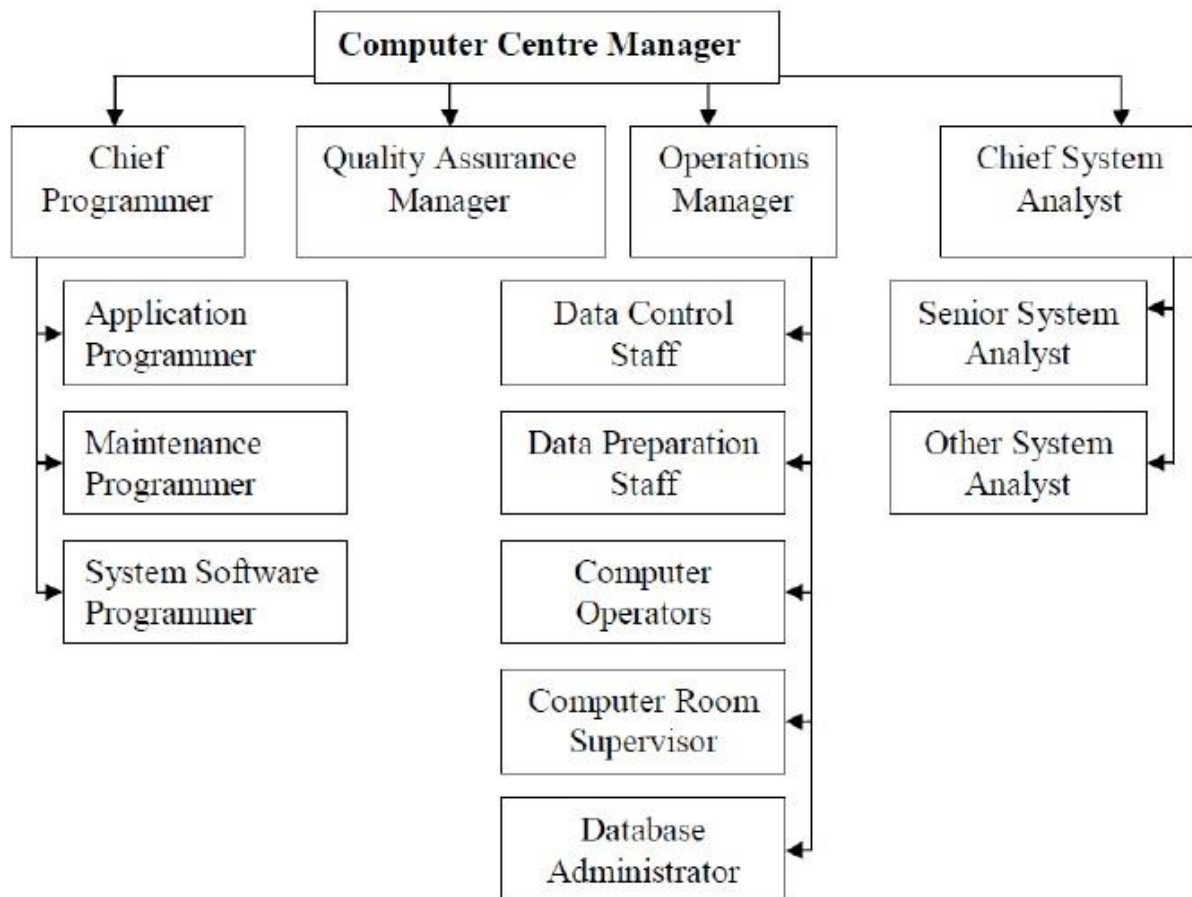 Computer Centre Manager
Chief
Programmer
Quality Assurance
Manager
Operations
Manager
Chief System
Analyst
Application
Programmer
Maintenance
Programmer
System Software
Programmer
Data Control
Staff
Data Preparation
Staff
Computer
Operators
Computer Room
Supervisor
Database
Administrator
Senior System
Analyst
Other System
Analyst